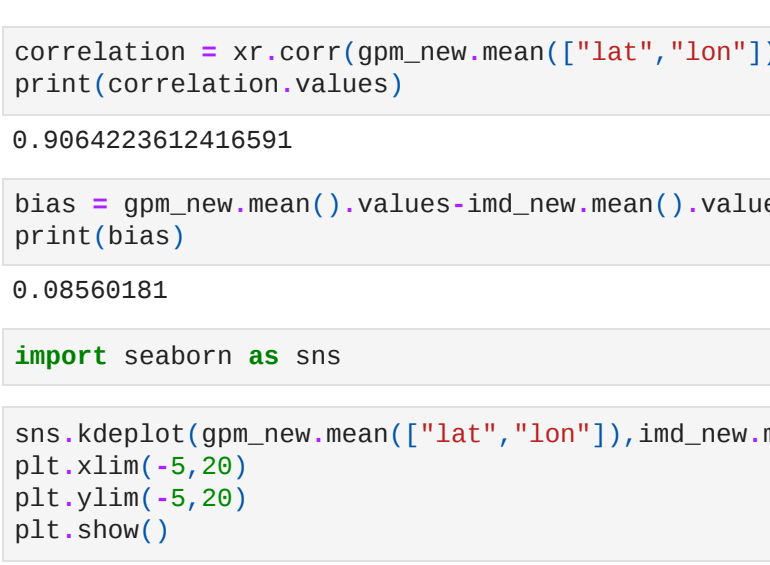 correlation = xr.corr(gpm_new.mean(["lat","lon"])
print(correlation.values)
0.9064223612416591
bias = gpm_new.mean().values-imd_new.mean().value
print(bias)
0.08560181
import seaborn as sns
sns.kdeplot(gpm_new.mean(["lat","lon"]),imd_new.m
plt.xlim(-5,20)
plt.ylim(-5,20)
plt.show()